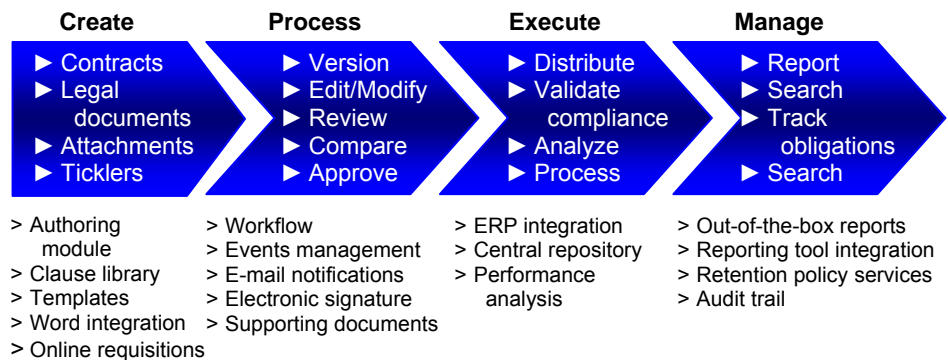 Create
► Contracts
► Legal
documents
► Attachments
► Ticklers
> Authoring
module
> Clause library
> Templates
> Word integration
> Online requisitions
Process
► Version
► Edit/Modify
► Review
► Compare
► Approve
> Workflow
> Events management
> E-mail notifications
> Electronic signature
> Supporting documents
Execute
► Distribute
► Validate
compliance
► Analyze
► Process
> ERP integration
> Central repository
> Performance
analysis
Manage
► Report
► Search
► Track
obligations
► Search
> Out-of-the-box reports
> Reporting tool integration
> Retention policy services
> Audit trail